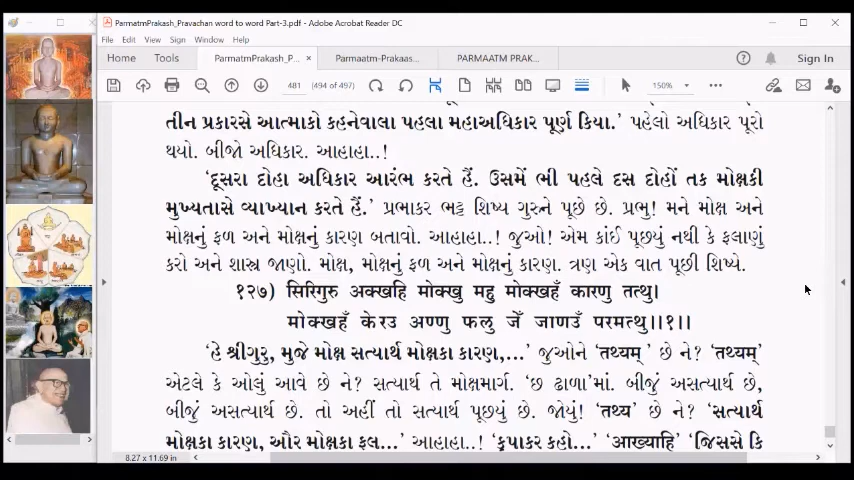 ParmatmPrakash_Pravachan word to word Part-3.pdf - Adobe Acrobat Reader DC
File Edit View Sign Window Help
Home Tools ParmatmPrakash_P... × Parmaatm-Prakaas... PARMAATM PRAK... Sign In
481 (494 of 497) 150%
તીન પ્રકારસે આત્માકો કહનેવાલા પહલા મહાઅધિકાર પૂર્ણ કિયા.' પહેલો અધિકાર પૂરો
થયો. બીજો અધિકાર. આહાહા..!
'દૂસરા દોહા અધિકાર આરંભ કરતે હૈં. ઉસમેં ભી પહલે દસ દોહોં તક મોક્ષકી
મુખ્યતાસે વ્યાખ્યાન કરતે હૈં.' પ્રભાકર ભટ્ટ શિષ્ય ગુરુને પૂછે છે. પ્રભુ! મને મોક્ષ અને
મોક્ષનું ફળ અને મોક્ષનું કારણ બતાવો. આહાહા..! જુઓ! એમ કાંઈ પૂછયું નથી કે ફલાણું
કરો અને શાસ્ત્ર જાણો. મોક્ષ, મોક્ષનું ફળ અને મોક્ષનું કારણ. ત્રણ એક વાત પૂછી શિષ્યે.
૧૨૭) સિરિગુરુ અક્ખહિ મોક્ખુ મહુ મોક્ખહઁ કારણુ તત્થુ।
મોક્ખહઁ કેરઉ અણ્ણુ ફલુ જેઁ જાણઉઁ પરમત્થુ।।૧।।
'હે શ્રીગુરુ, મુજે મોક્ષ સત્યાર્થ મોક્ષકા કારણ,...' જુઓને 'તથ્યમ્' છે ને? 'તથ્યમ્'
એટલે કે ઓલું આવે છે ને? સત્યાર્થ તે મોક્ષમાર્ગ. 'છ ઢાળા'માં. બીજું અસત્યાર્થ છે,
બીજું અસત્યાર્થ છે. તો અહીં તો સત્યાર્થ પૂછયું છે. જોયું! 'તથ્ય' છે ને? 'સત્યાર્થ
મોક્ષકા કારણ, ઔર મોક્ષકા ફલ...' આહાહા..! 'કૃપાકર કહો...' 'આખ્યાહિ' 'જિસસે કિ
8.27 x 11.69 in